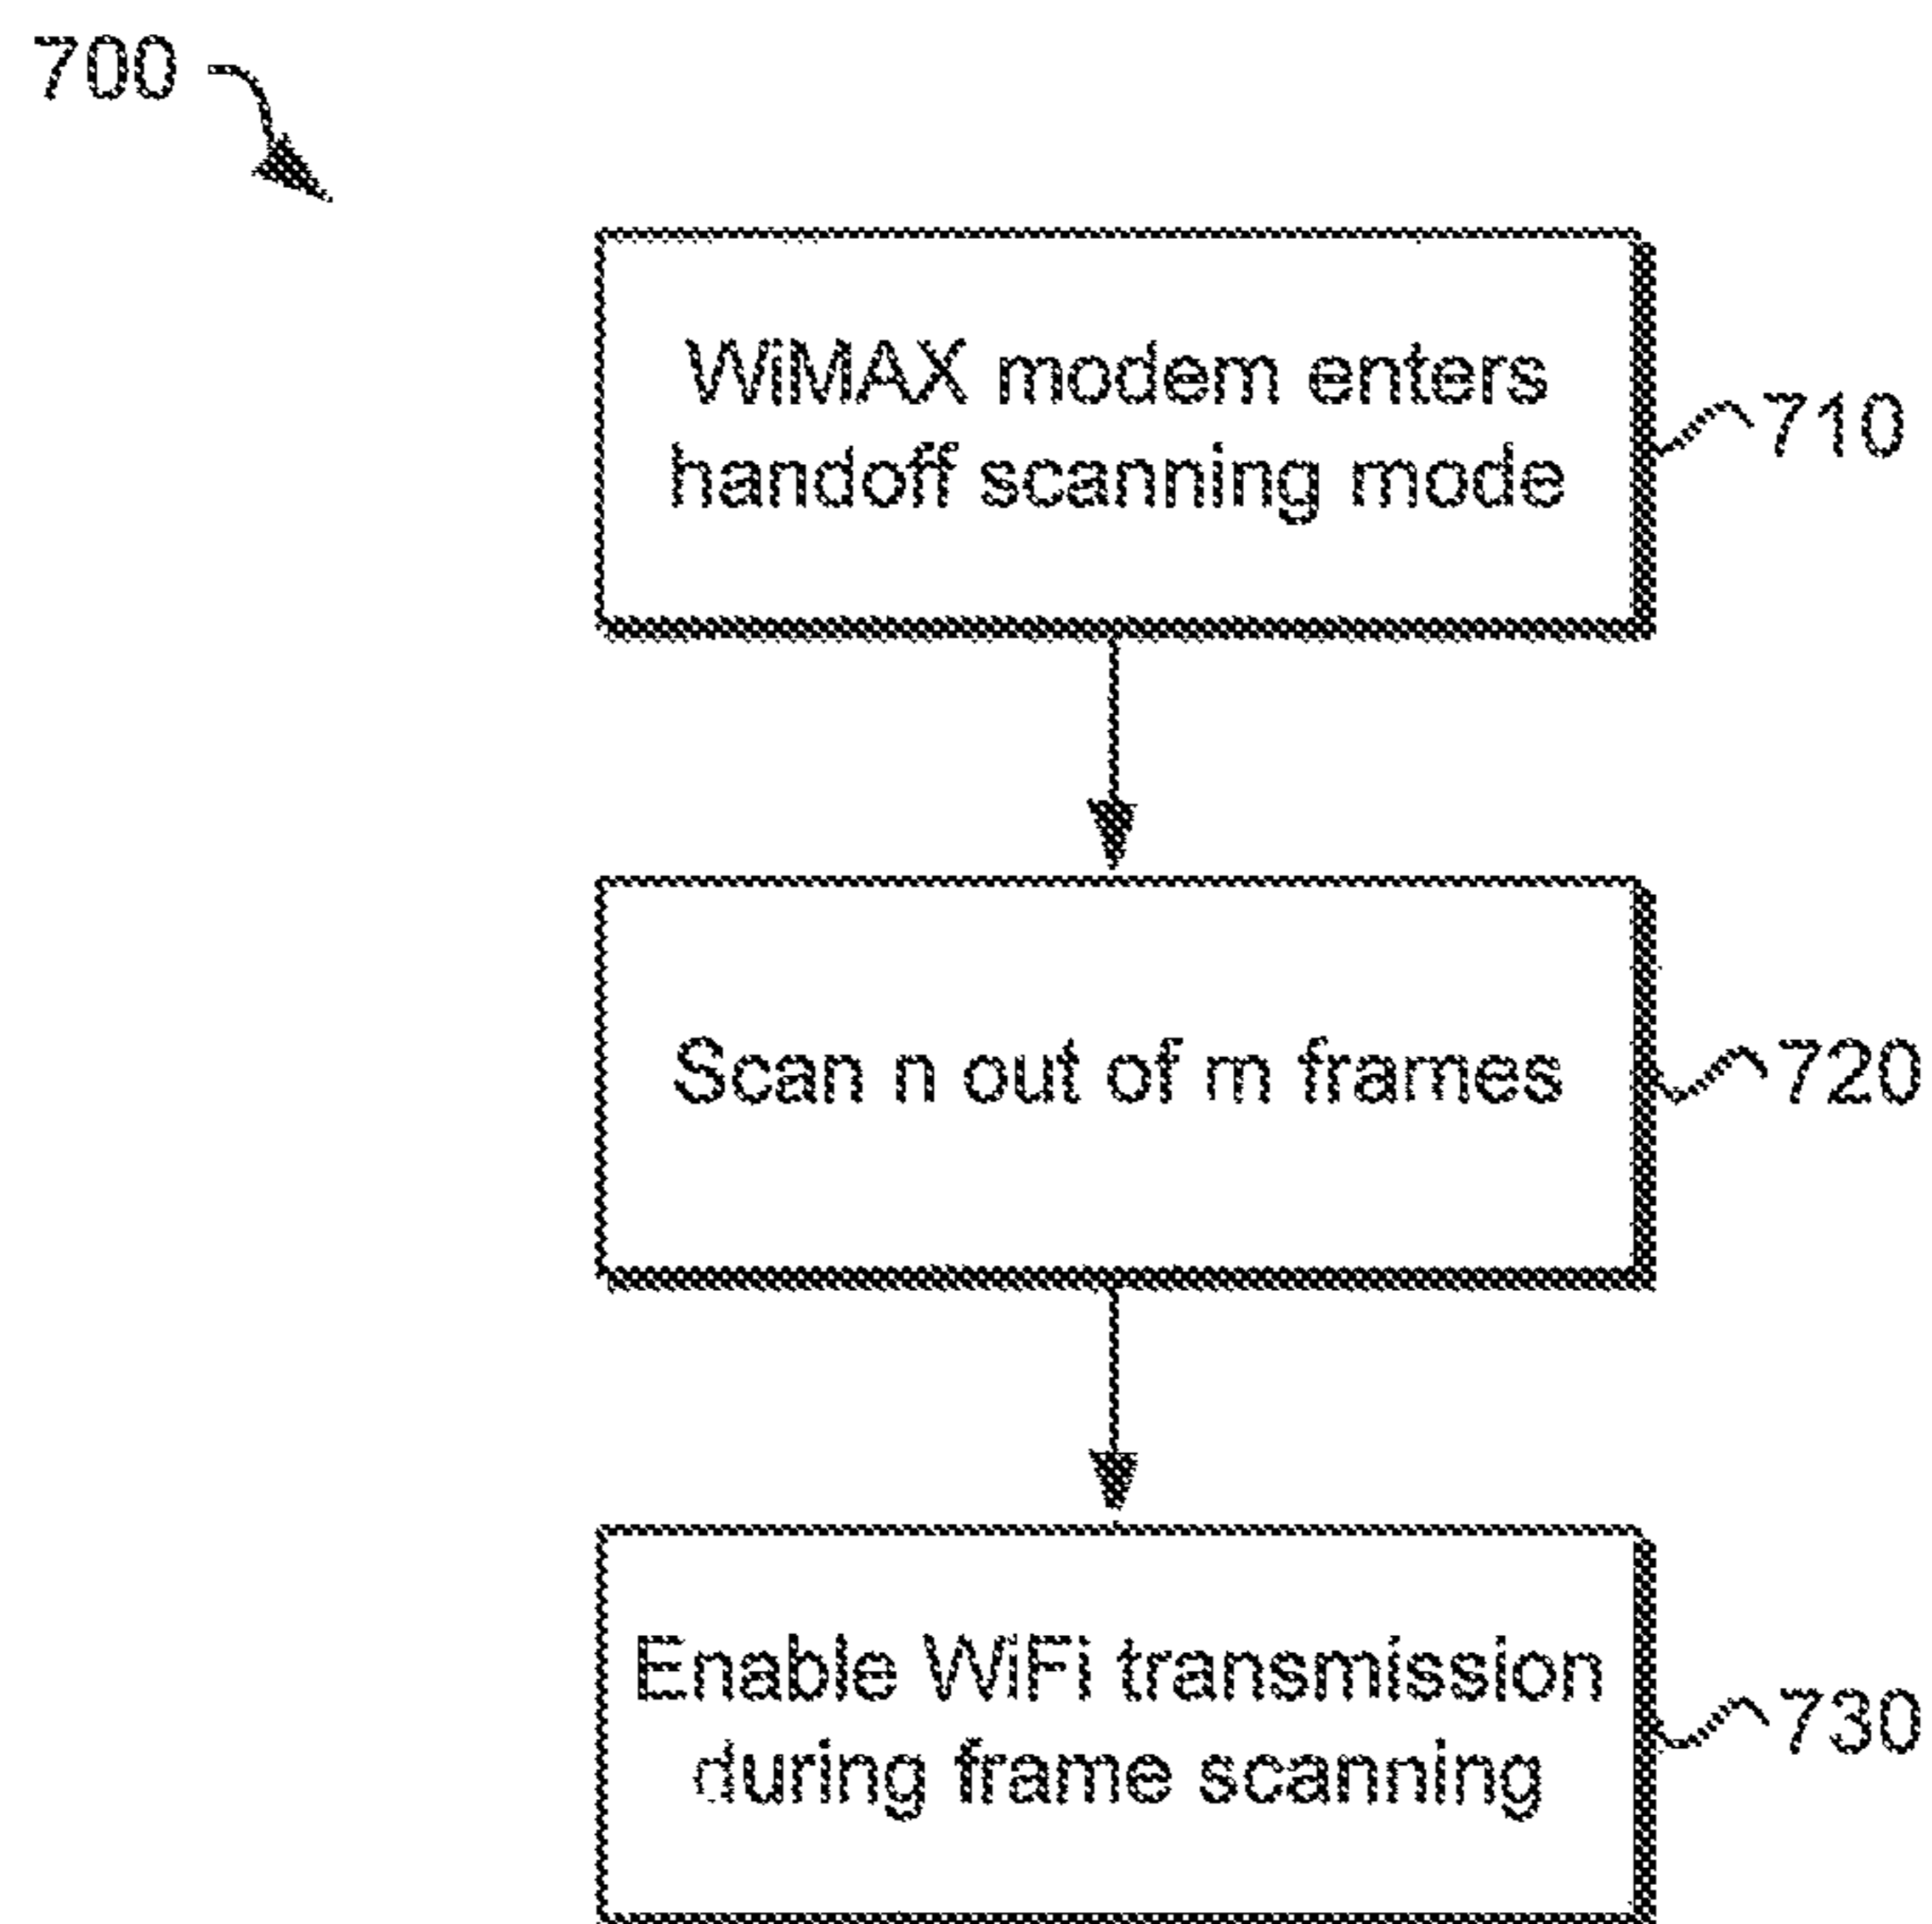 700
WiMAX modem enters
handoff scanning mode
710
Scan n out of m frames
720
Enable WiFi transmission
during frame scanning
730